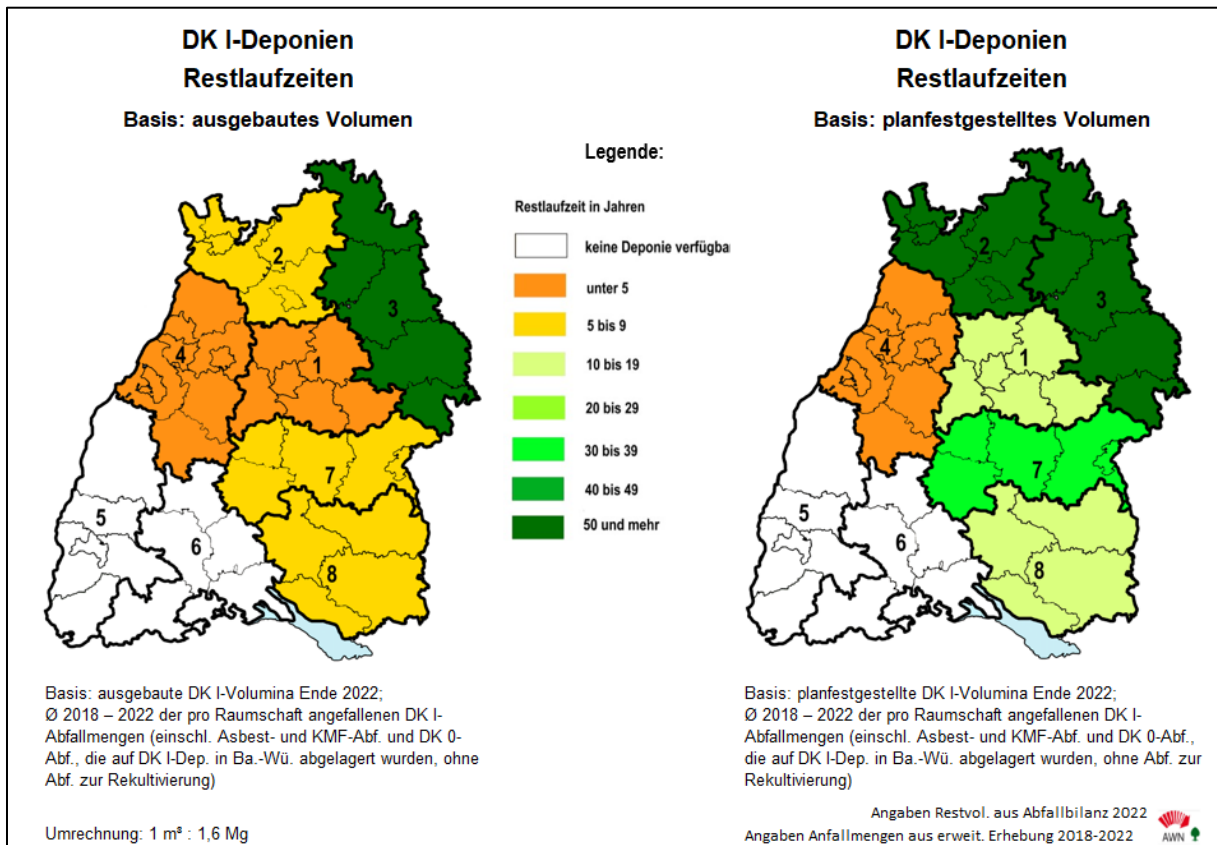 DK I-Deponien
Restlaufzeiten
Basis: ausgebautes Volumen
2
3
4
1
7
5
6
8
Basis: ausgebaute DK I-Volumina Ende 2022;
Ø 2018 – 2022 der pro Raumschaft angefallenen DK I-
Abfallmengen (einschl. Asbest- und KMF-Abf. und DK 0-
Abf., die auf DK I-Dep. in Ba.-Wü. abgelagert wurden, ohne
Abf. zur Rekultivierung)
Umrechnung: 1 m³ : 1,6 Mg
Legende:
Restlaufzeit in Jahren
keine Deponie verfügba
unter 5
5 bis 9
10 bis 19
20 bis 29
30 bis 39
40 bis 49
50 und mehr
DK I-Deponien
Restlaufzeiten
Basis: planfestgestelltes Volumen
2
3
4
1
7
5
6
8
Basis: planfestgestellte DK I-Volumina Ende 2022;
Ø 2018 – 2022 der pro Raumschaft angefallenen DK I-
Abfallmengen (einschl. Asbest- und KMF-Abf. und DK 0-Abf.,
die auf DK I-Dep. in Ba.-Wü. abgelagert wurden, ohne Abf. zur
Rekultivierung)
Angaben Restvol. aus Abfallbilanz 2022
Angaben Anfallmengen aus erweit. Erhebung 2018-2022
AWN